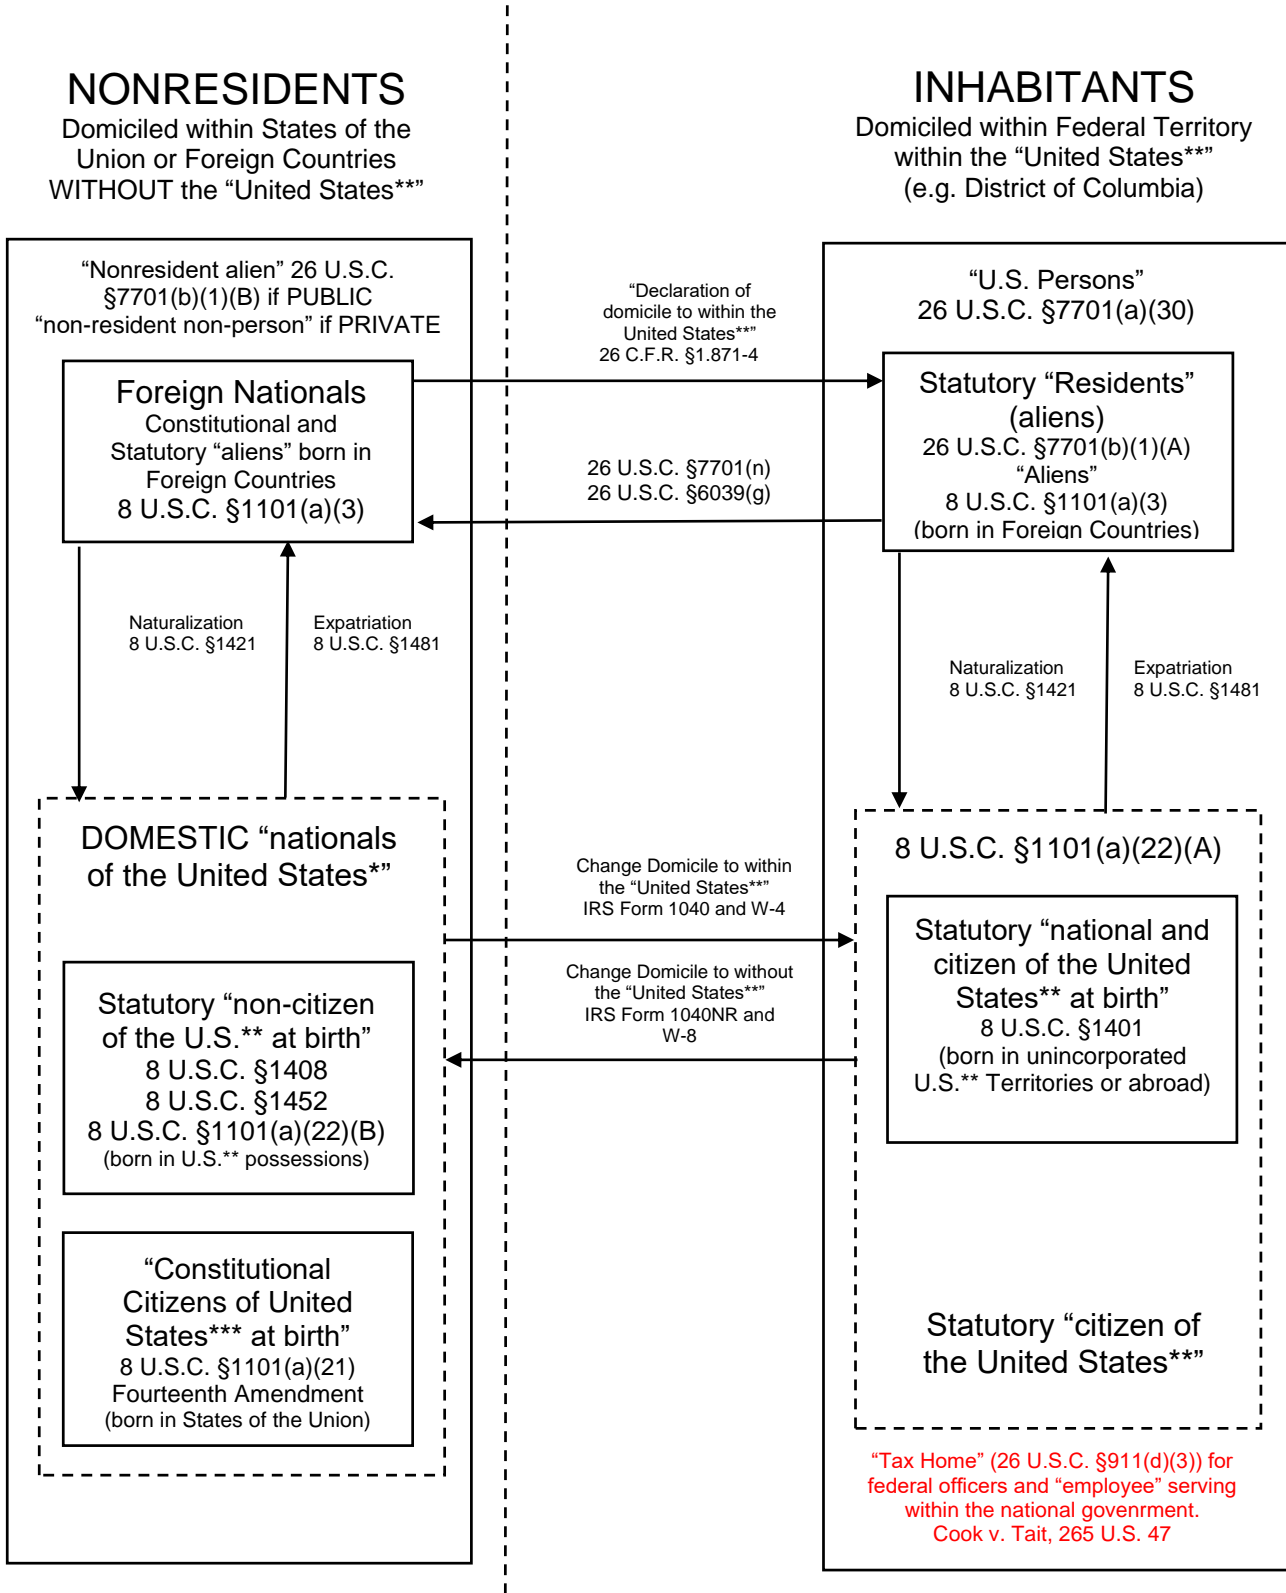 NONRESIDENTS
Domiciled within States of the
Union or Foreign Countries
WITHOUT the “United States**”
“Nonresident alien” 26 U.S.C.
§7701(b)(1)(B) if PUBLIC
“non-resident non-person” if PRIVATE
Foreign Nationals
Constitutional and
Statutory “aliens” born in
Foreign Countries
8 U.S.C. §1101(a)(3)
Naturalization
8 U.S.C. §1421
Expatriation
8 U.S.C. §1481
DOMESTIC “nationals
of the United States*”
Statutory “non-citizen
of the U.S.** at birth”
8 U.S.C. §1408
8 U.S.C. §1452
8 U.S.C. §1101(a)(22)(B)
(born in U.S.** possessions)
“Constitutional
Citizens of United
States*** at birth”
8 U.S.C. §1101(a)(21)
Fourteenth Amendment
(born in States of the Union)
“Declaration of
domicile to within the
United States**”
26 C.F.R. §1.871-4
26 U.S.C. §7701(n)
26 U.S.C. §6039(g)
Change Domicile to within
the “United States**”
IRS Form 1040 and W-4
Change Domicile to without
the “United States**”
IRS Form 1040NR and
W-8
INHABITANTS
Domiciled within Federal Territory
within the “United States**”
(e.g. District of Columbia)
“U.S. Persons”
26 U.S.C. §7701(a)(30)
Statutory “Residents”
(aliens)
26 U.S.C. §7701(b)(1)(A)
“Aliens”
8 U.S.C. §1101(a)(3)
(born in Foreign Countries)
Naturalization
8 U.S.C. §1421
Expatriation
8 U.S.C. §1481
8 U.S.C. §1101(a)(22)(A)
Statutory “national and
citizen of the United
States** at birth”
8 U.S.C. §1401
(born in unincorporated
U.S.** Territories or abroad)
Statutory “citizen of
the United States**”
“Tax Home” (26 U.S.C. §911(d)(3)) for
federal officers and “employee” serving
within the national govenrment.
Cook v. Tait, 265 U.S. 47